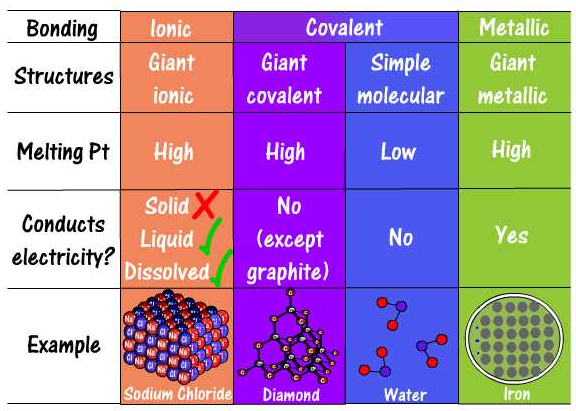 Bonding Ionic Covalent Metallic
Structures Giant ionic Giant covalent Simple molecular Giant metallic
Melting Pt High High Low High
Conducts electricity? Solid Liquid Dissolved No (except graphite) No Yes
Example Sodium Chloride Diamond Water Iron